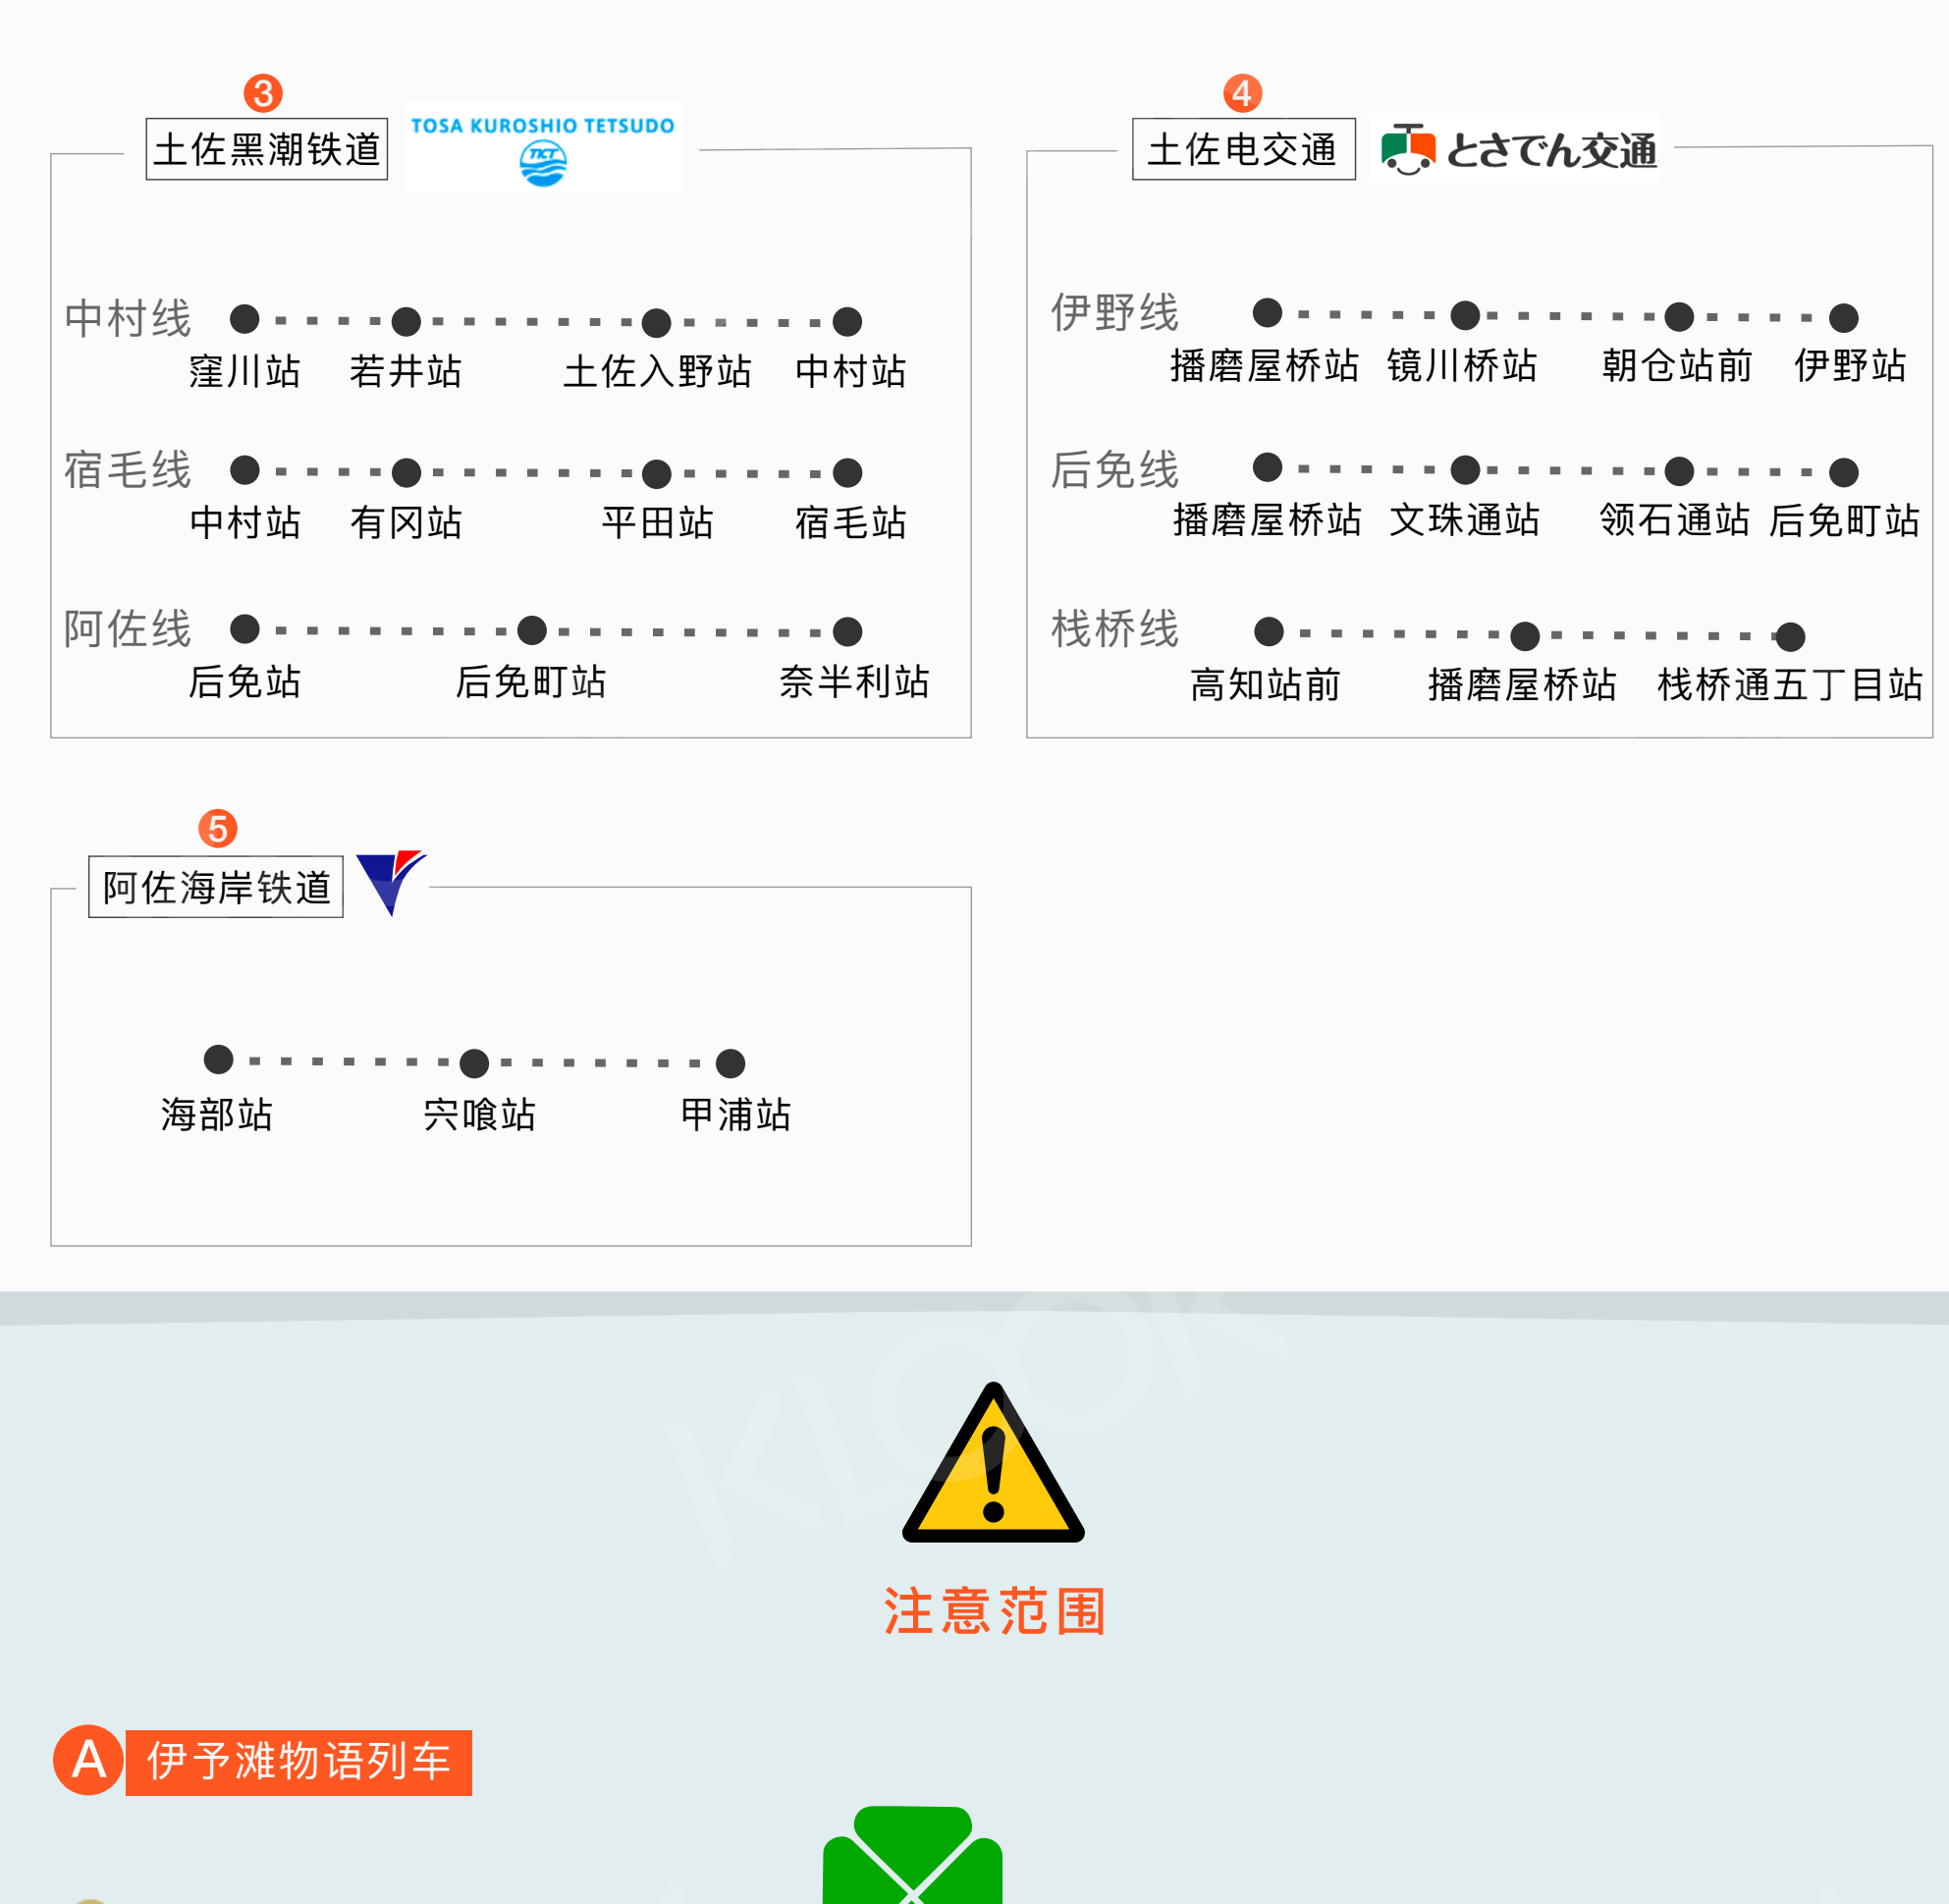 3
土佐黑潮铁道
TOSA KUROSHIO TETSUDO
TKT
中村线
窪川站 若井站 土佐入野站 中村站
宿毛线
中村站 有冈站 平田站 宿毛站
阿佐线
后免站 后免町站 奈半利站
4
土佐电交通
とさでん交通
伊野线
播磨屋桥站 镜川桥站 朝仓站前 伊野站
后免线
播磨屋桥站 文珠通站 领石通站 后免町站
栈桥线
高知站前 播磨屋桥站 栈桥通五丁目站
5
阿佐海岸铁道
海部站 宍喰站 甲浦站
KLOOK
注意范围
A 伊予滩物语列车